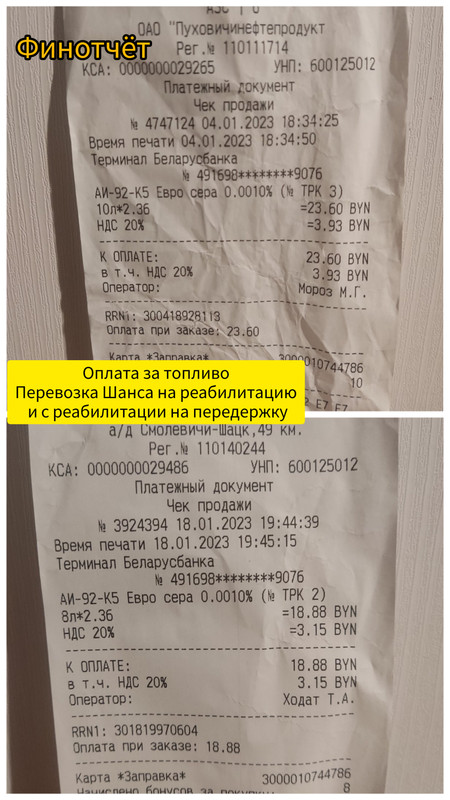 Финотчёт
ОАО "Пуховичинефтепродукт
Рег.№ 110111714
КСА: 0000000029265 УНП: 600125012
Платежный документ
Чек продажи
№ 4747124 04.01.2023 18:34:25
Время печати 04.01.2023 18:34:50
Терминал Беларусбанка
№ 491698********9076
АИ-92-К5 Евро сера 0.0010% (№ ТРК 3)
10л*2.36 =23.60 BYN
НДС 20% =3.93 BYN
К ОПЛАТЕ: 23.60 BYN
в т.ч. НДС 20% 3.93 BYN
Оператор: Мороз М.Г.
RRN1: 300418928113
Оплата при заказе: 23.60
Карта *Заправка* 3000010744786
10
Оплата за топливо
Перевозка Шанса на реабилитацию
и с реабилитации на передержку
а/д Смолевичи-Шацк,49 км.
Рег.№ 110140244
КСА: 0000000029486 УНП: 600125012
Платежный документ
Чек продажи
№ 3924394 18.01.2023 19:44:39
Время печати 18.01.2023 19:45:15
Терминал Беларусбанка
№ 491698********9076
АИ-92-К5 Евро сера 0.0010% (№ ТРК 2)
8л*2.36 =18.88 BYN
НДС 20% =3.15 BYN
К ОПЛАТЕ: 18.88 BYN
в т.ч. НДС 20% 3.15 BYN
Оператор: Ходат Т.А.
RRN1: 301819970604
Оплата при заказе: 18.88
Карта *Заправка* 3000010744786
Начислено бонусов за покупку 8